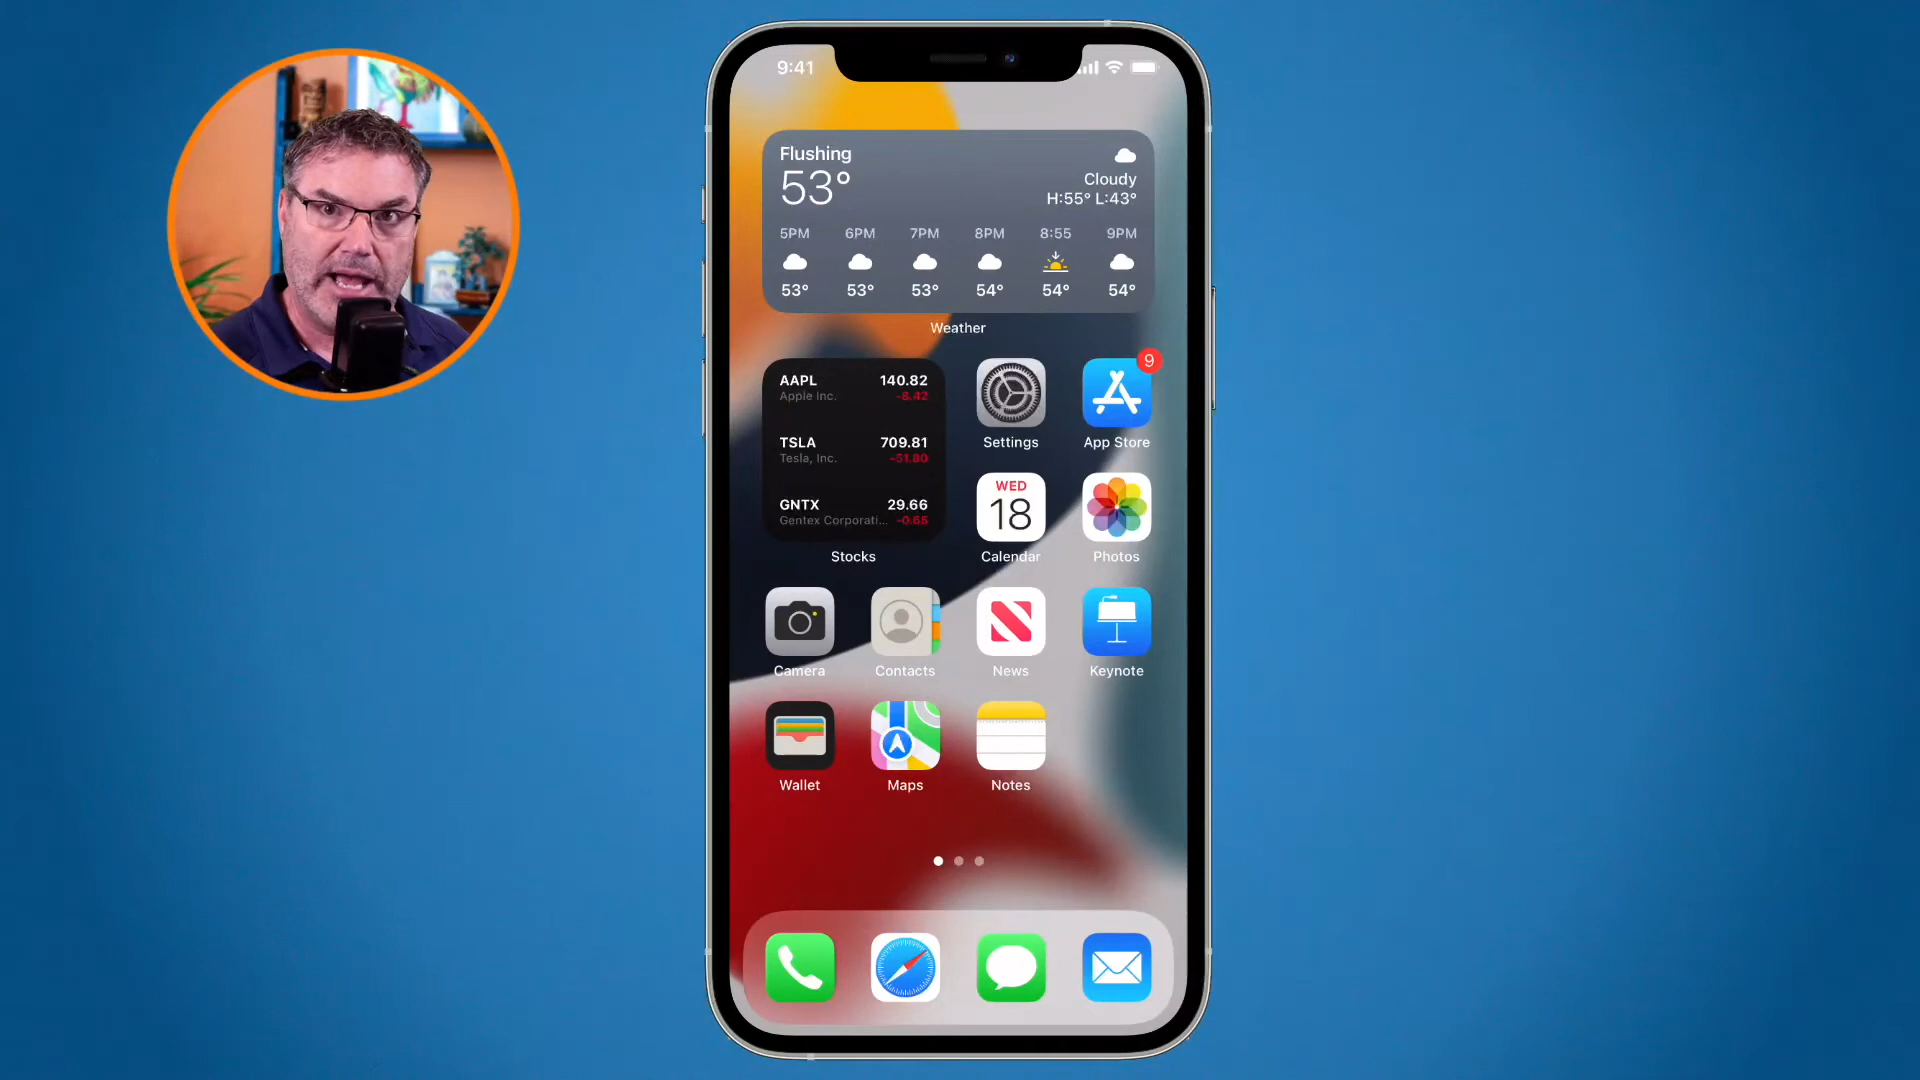 9:41
Flushing
53°
Cloudy
H:55° L:43°
5PM 6PM 7PM 8PM 8:55 9PM
53° 53° 53° 54° 54° 54°
Weather
AAPL 140.82
Apple Inc. -8.42
TSLA 709.81
Tesla, Inc. -51.80
GNTX 29.66
Gentex Corporati... -0.65
Stocks
9
Settings App Store
WED
18
Calendar Photos
Camera Contacts News Keynote
Wallet Maps Notes